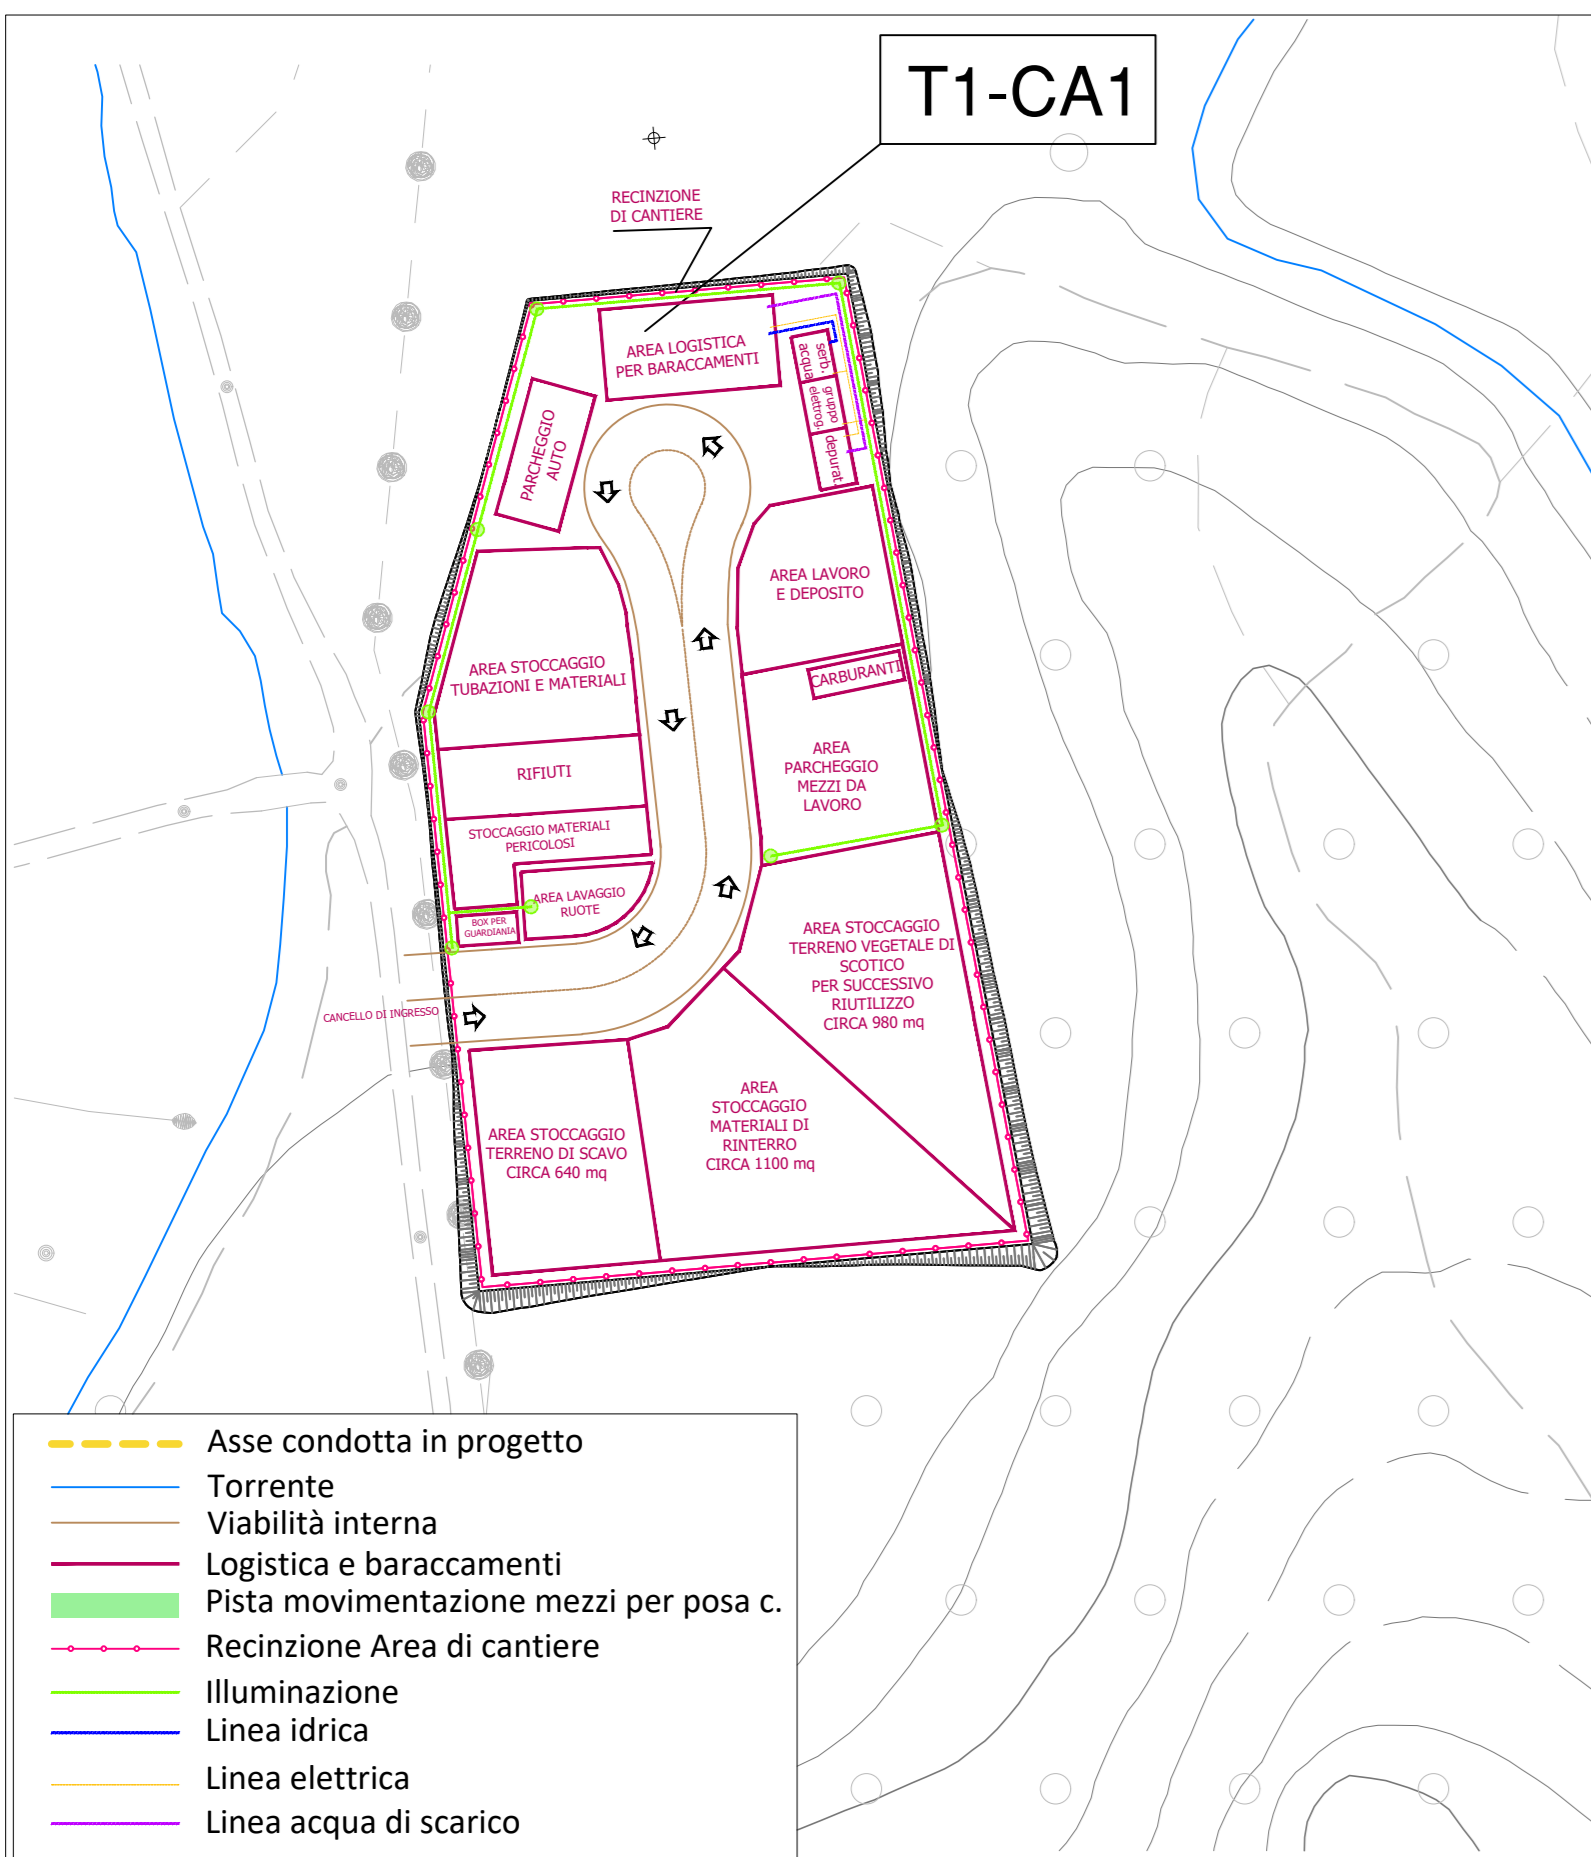 T1-CA1
RECINZIONE
DI CANTIERE
AREA LOGISTICA
PER BARACCAMENTI
serb.
acqua
gruppo
elettrog.
depurat.
PARCHEGGIO
AUTO
AREA LAVORO
E DEPOSITO
CARBURANTI
AREA STOCCAGGIO
TUBAZIONI E MATERIALI
AREA
PARCHEGGIO
MEZZI DA
LAVORO
RIFIUTI
STOCCAGGIO MATERIALI
PERICOLOSI
AREA LAVAGGIO
RUOTE
BOX PER
GUARDIANIA
AREA STOCCAGGIO
TERRENO VEGETALE DI
SCOTICO
PER SUCCESSIVO
RIUTILIZZO
CIRCA 980 mq
CANCELLO DI INGRESSO
AREA
STOCCAGGIO
MATERIALI DI
RINTERRO
CIRCA 1100 mq
AREA STOCCAGGIO
TERRENO DI SCAVO
CIRCA 640 mq
Asse condotta in progetto
Torrente
Viabilità interna
Logistica e baraccamenti
Pista movimentazione mezzi per posa c.
Recinzione Area di cantiere
Illuminazione
Linea idrica
Linea elettrica
Linea acqua di scarico